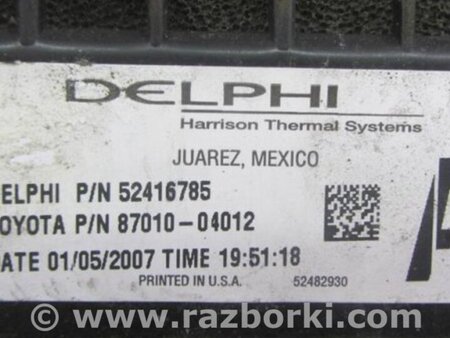 DELPHI
Harrison Thermal Systems
JUAREZ, MEXICO
ELPHI P/N 52416785
OYOTA P/N 87010-04012
ATE 01/05/2007 TIME 19:51:18
PRINTED IN U.S.A. 52482930
www.razborki.com